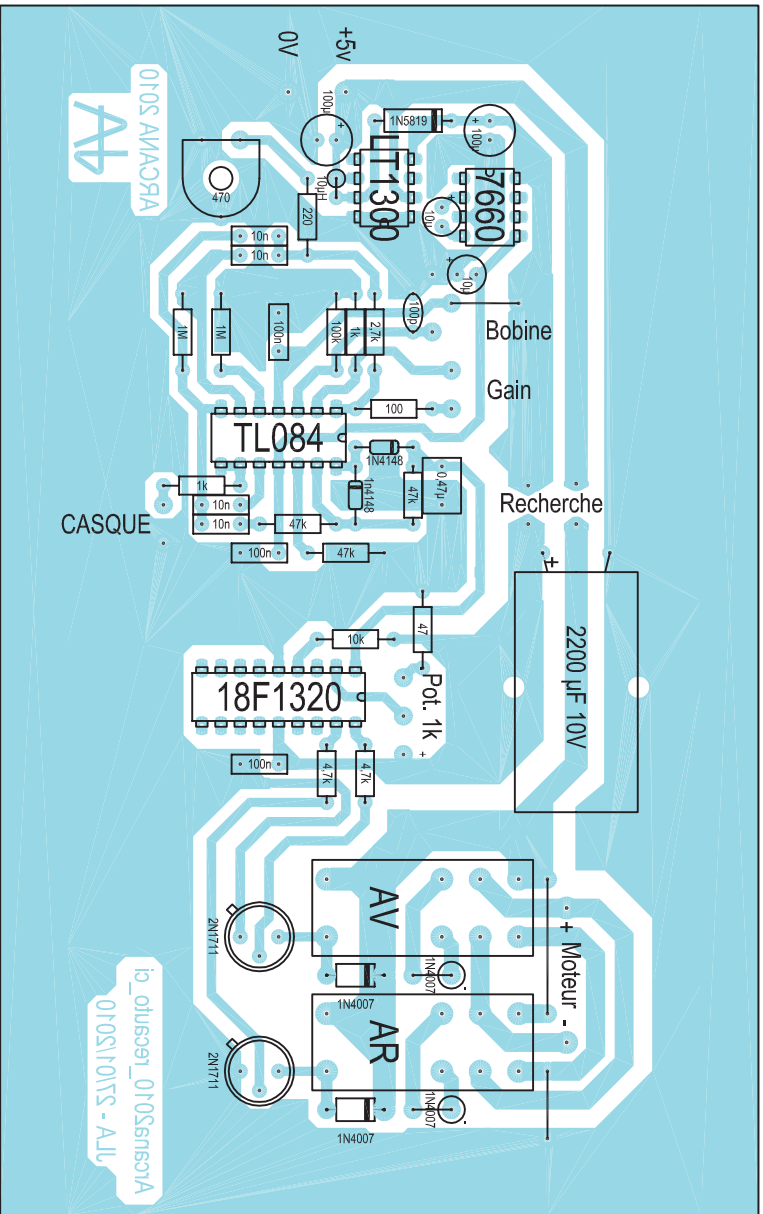 0V
+5v
ARCANA 2010
010
470
100µ
+
10µH
220
1N5819
LT1300
+
100µ
7660
+
10µ
+
10µ
10n
10n
1M
1M
100n
100k
1k
2,7k
100p
Bobine
Gain
100
TL084
1N4148
1n4148
47k
0,47µ
1k
10n
10n
47k
100n
47k
CASQUE
Recherche
+
2200 µF 10V
10k
47
18F1320
Pot. 1k
+
100n
4,7k
4,7k
AV
2N1711
1N4007
1N4007
-
+ Moteur -
AR
2N1711
1N4007
1N4007
-
Arcana2010_recauto_ci
27/01/2010 - JLA